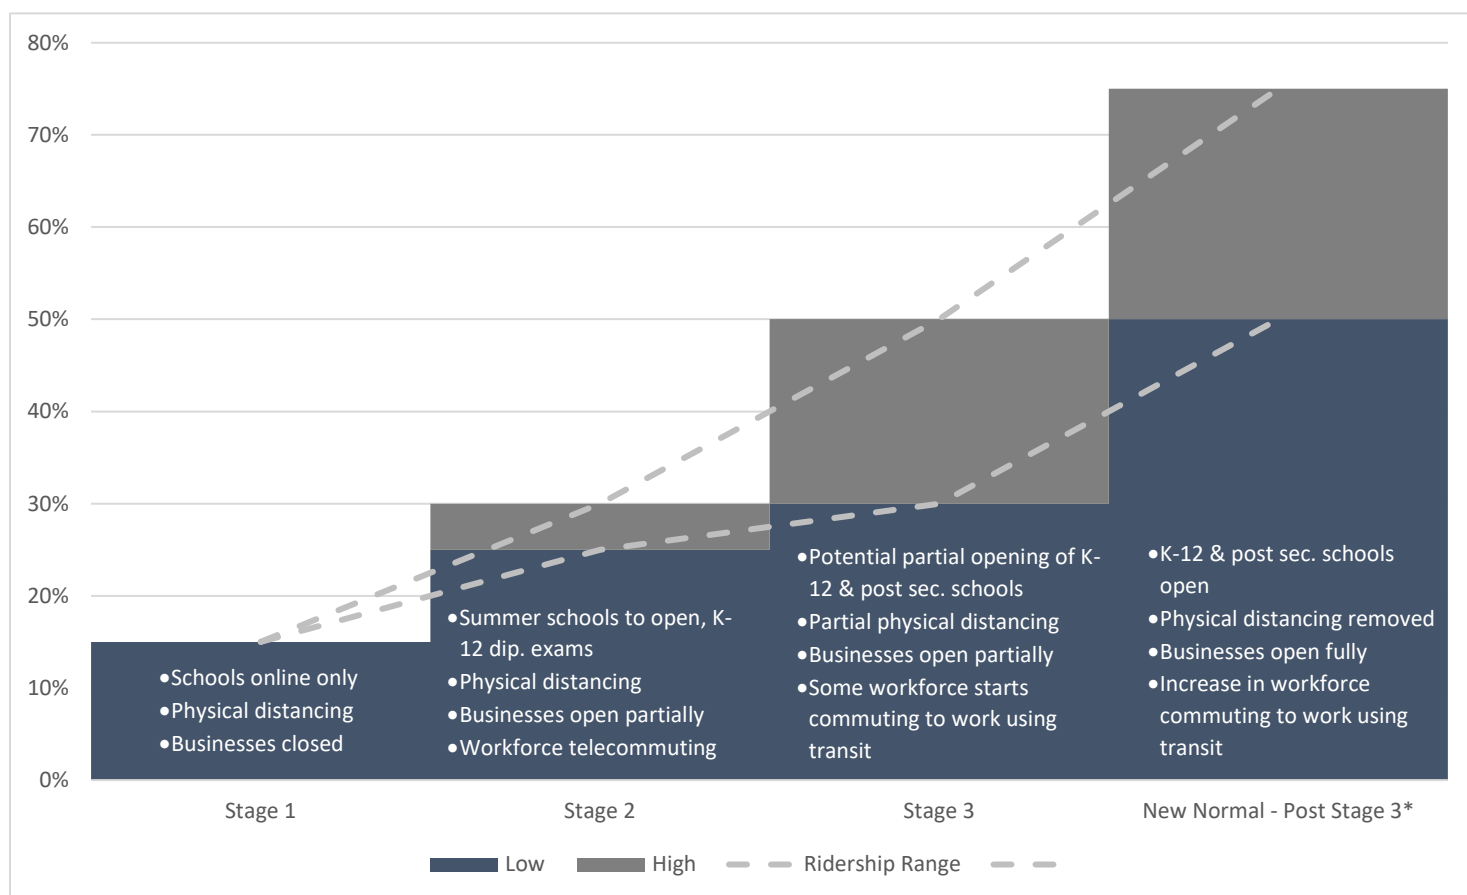 80%
70%
60%
50%
40%
30%
20%
10%
0%
•Schools online only
•Physical distancing
•Businesses closed
•Summer schools to open, K-
12 dip. exams
•Physical distancing
•Businesses open partially
•Workforce telecommuting
•Potential partial opening of K-
12 & post sec. schools
•Partial physical distancing
•Businesses open partially
•Some workforce starts
commuting to work using
transit
•K-12 & post sec. schools
open
•Physical distancing removed
•Businesses open fully
•Increase in workforce
commuting to work using
transit
Stage 1
Stage 2
Stage 3
New Normal - Post Stage 3*
Low
High
Ridership Range